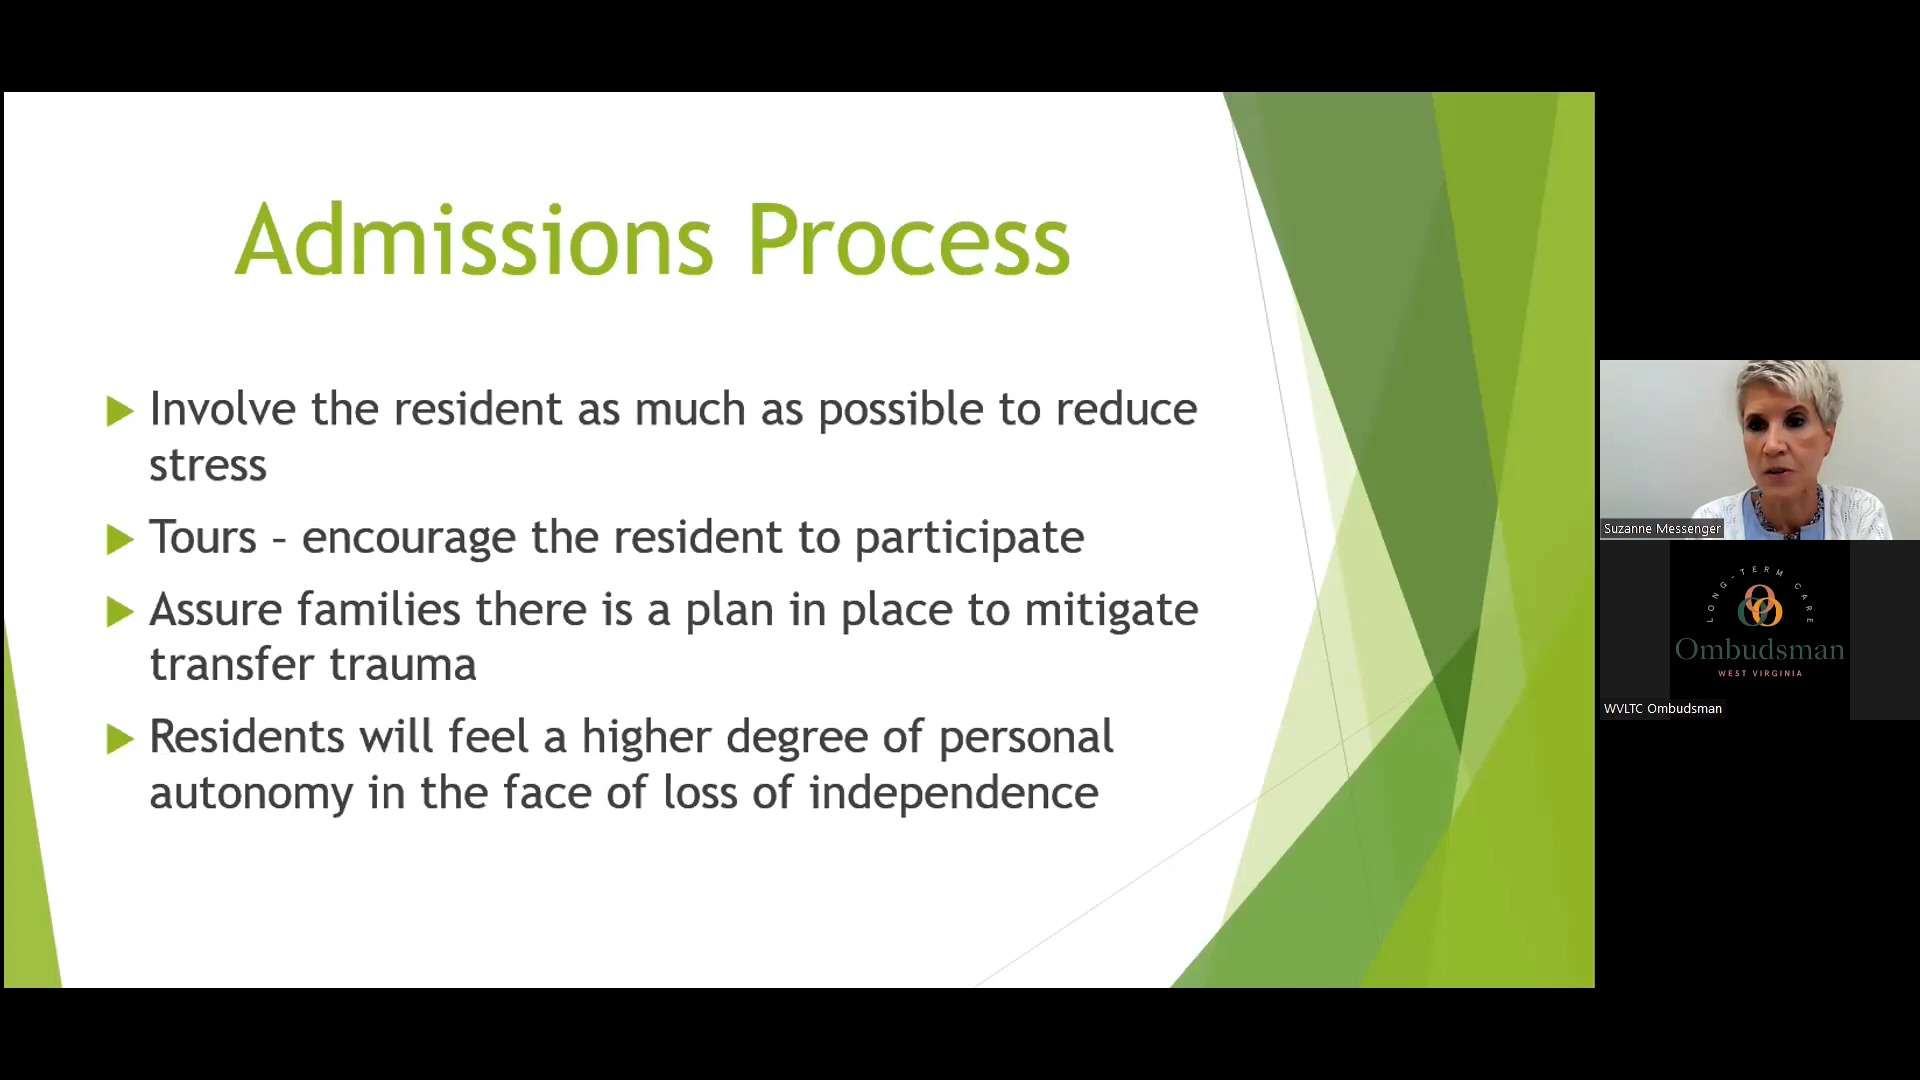 Admissions Process
Involve the resident as much as possible to reduce
stress
Tours – encourage the resident to participate
Assure families there is a plan in place to mitigate
transfer trauma
Residents will feel a higher degree of personal
autonomy in the face of loss of independence
Suzanne Messenger
LONG-TERM CARE
Ombudsman
WEST VIRGINIA
WVLTC Ombudsman